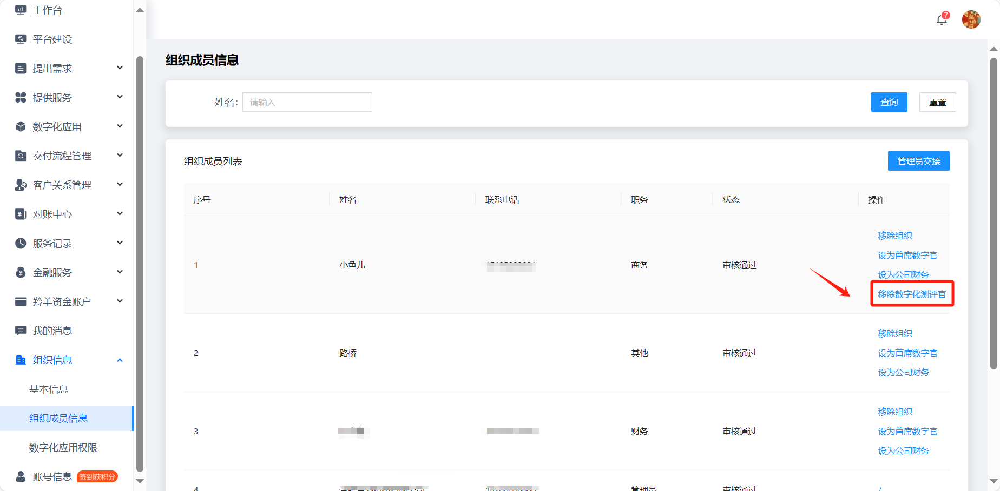 工作台
平台建设
提出需求
提供服务
数字化应用
交付流程管理
客户关系管理
对账中心
服务记录
金融服务
羚羊资金账户
我的消息
组织信息
基本信息
组织成员信息
数字化应用权限
账号信息 签到获积分
7
组织成员信息
姓名: 请输入 查询 重置
组织成员列表 管理员交接
序号 姓名 联系电话 职务 状态 操作
1 小鱼儿 商务 审核通过
移除组织
设为首席数字官
设为公司财务
移除数字化测评官
2 路桥 其他 审核通过
移除组织
设为首席数字官
设为公司财务
3 财务 审核通过
移除组织
设为首席数字官
设为公司财务
4 管理员 审核通过 /